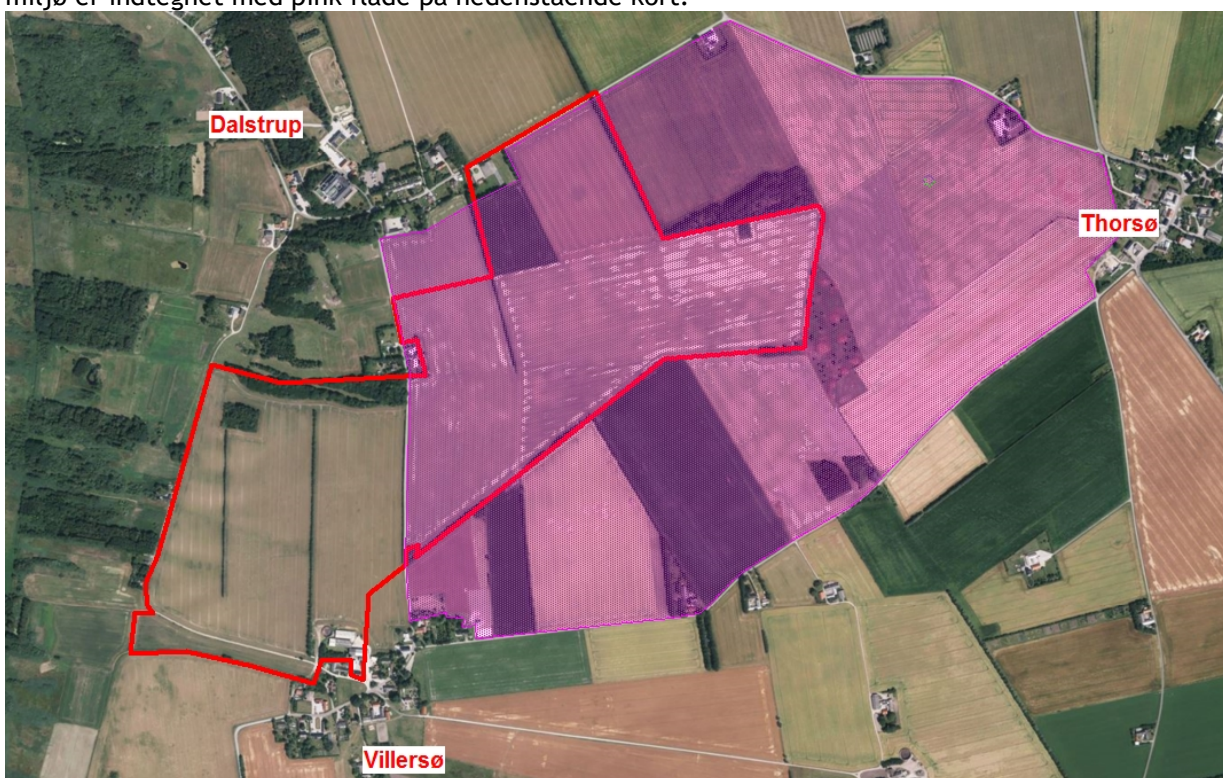 miljø er indtegnet med pink flade på nedenstående kort:
Dalstrup
Thorsø
Villersø